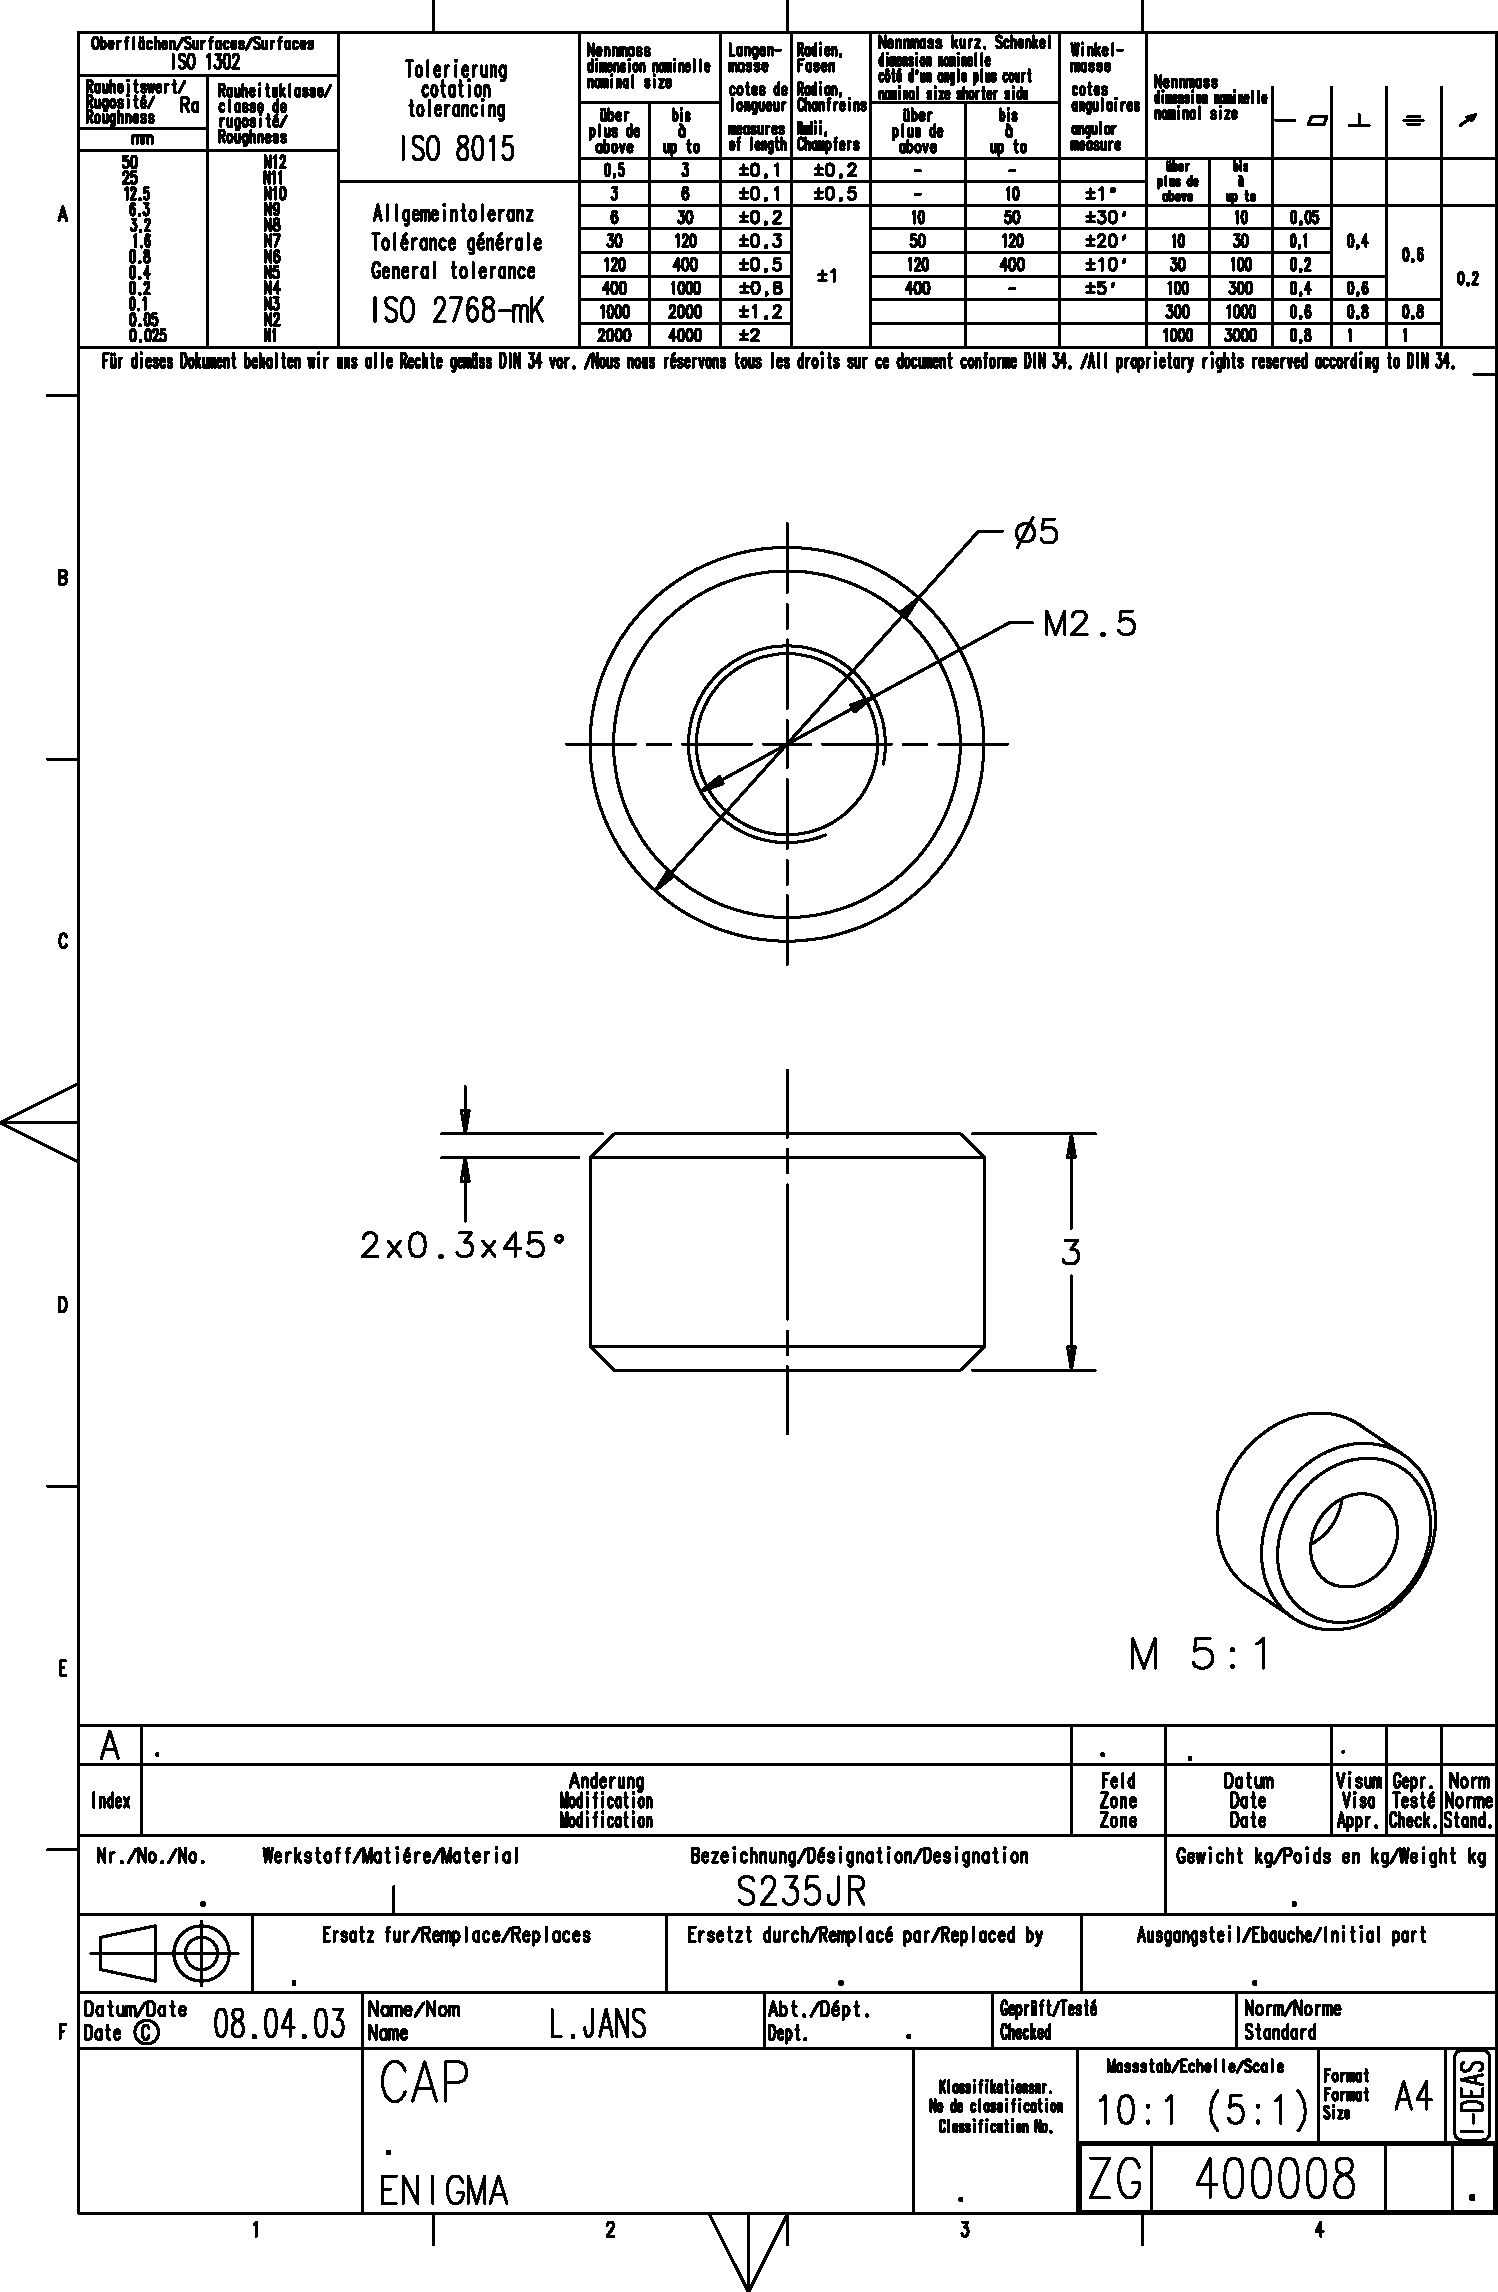 Oberflächen/Surfaces/Surfaces
ISO 1302
Rauheitswert/
Rugosité/ Ra
Roughness
mm
Rauheitsklasse/
classe de
rugosité/
Roughness
50 N12
25 N11
12.5 N10
6.3 N9
3.2 N8
1.6 N7
0.8 N6
0.4 N5
0.2 N4
0.1 N3
0.05 N2
0.025 N1
Tolerierung
cotation
tolerancing
ISO 8015
Allgemeintoleranz
Tolérance générale
General tolerance
ISO 2768-mK
Nennmass
dimension nominelle
nominal size
über
plus de
above
bis
à
up to
Langen-
masse
cotes de
longueur
measures
of length
Radien,
Fasen
Radian,
Chanfreins
Radii,
Champfers
Nennmass kurz. Schenkel
dimension nominelle
côté d'un angle plus court
nominal size shorter side
über
plus de
above
bis
à
up to
Winkel-
masse
cotes
angulaires
angular
measure
Nennmass
dimension nominelle
nominal size
über
plus de
above
bis
à
up to
0,5 3 ±0,1 ±0,2 - -
3 6 ±0,1 ±0,5 - 10 ±1°
6 30 ±0,2 ±1 10 50 ±30' 10 0,05 0,4 0,6 0,2
30 120 ±0,3 50 120 ±20' 10 30 0,1
120 400 ±0,5 120 400 ±10' 30 100 0,2
400 1000 ±0,8 400 - ±5' 100 300 0,4 0,6
1000 2000 ±1,2 300 1000 0,6 0,8 0,8
2000 4000 ±2 1000 3000 0,8 1 1
Für dieses Dokument behalten wir uns alle Rechte gemäss DIN 34 vor. /Nous nous réservons tous les droits sur ce document conforme DIN 34. /All proprietary rights reserved according to DIN 34.
A
B
C
D
E
F
ø5
M2.5
2x0.3x45°
3
M 5:1
A . . . .
Index
Anderung
Modification
Modification
Feld
Zone
Zone
Datum
Date
Date
Visum
Visa
Appr.
Gepr.
Testé
Check.
Norm
Norme
Stand.
Nr./No./No. Werkstoff/Matiére/Material Bezeichnung/Désignation/Designation Gewicht kg/Poids en kg/Weight kg
. S235JR .
Ersatz fur/Remplace/Replaces Ersetzt durch/Remplacé par/Replaced by Ausgangsteil/Ebauche/Initial part
. . .
Datum/Date
Date © 08.04.03
Name/Nom
Name L.JANS
Abt./Dépt.
Dept. .
Geprüft/Testé
Checked
Norm/Norme
Standard
CAP
.
ENIGMA
Klassifikationsnr.
No de classification
Classification No.
.
Massstab/Echelle/Scale
10:1 (5:1)
Format
Format
Size
A4
I-DEAS
ZG 400008 .
1 2 3 4